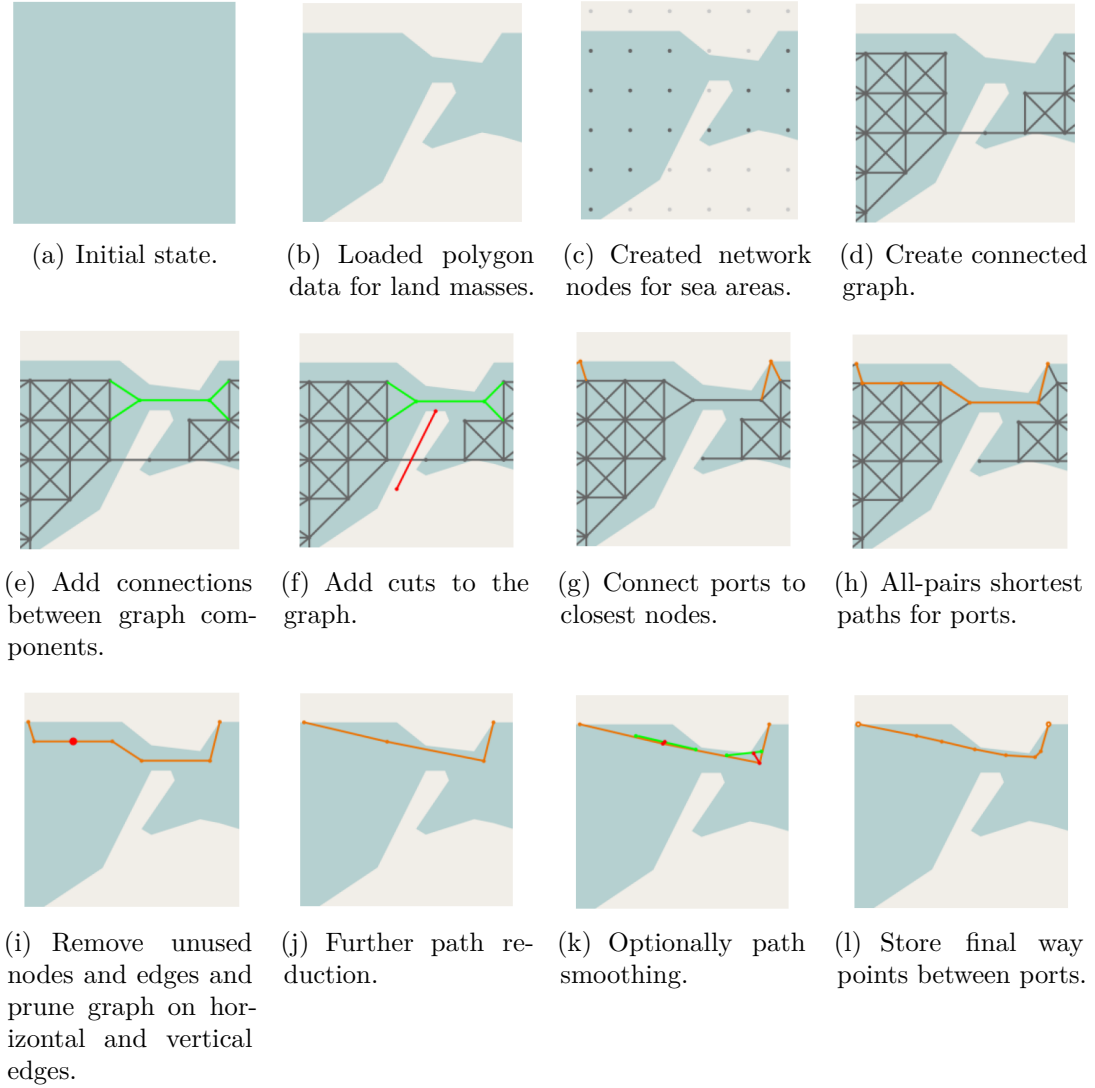 (a) Initial state.
(b) Loaded polygon
data for land masses.
(c) Created network
nodes for sea areas.
(d) Create connected
graph.
(e) Add connections
between graph com-
ponents.
(f) Add cuts to the
graph.
(g) Connect ports to
closest nodes.
(h) All-pairs shortest
paths for ports.
(i) Remove unused
nodes and edges and
prune graph on hor-
izontal and vertical
edges.
(j) Further path re-
duction.
(k) Optionally path
smoothing.
(l) Store final way
points between ports.